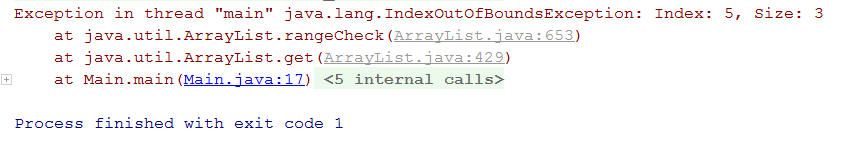 Exception in thread "main" java.lang.IndexOutOfBoundsException: Index: 5, Size: 3
at java.util.ArrayList.rangeCheck(ArrayList.java:653)
at java.util.ArrayList.get(ArrayList.java:429)
at Main.main(Main.java:17) <5 internal calls>
Process finished with exit code 1